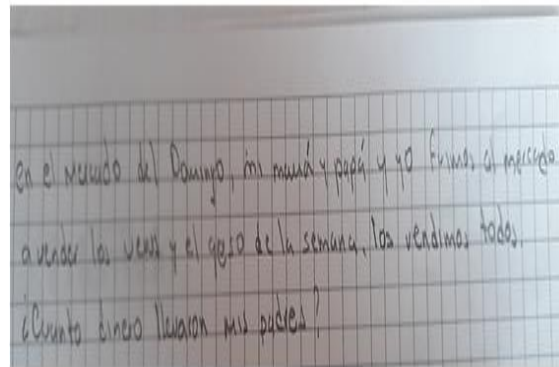 en el mercado del Domingo, mi mamá y papá y yo fuimos al mercado
a vender los y el qeso de la semana, los vendimos todos.
¿Cuanto dinero llevaron mis padres?